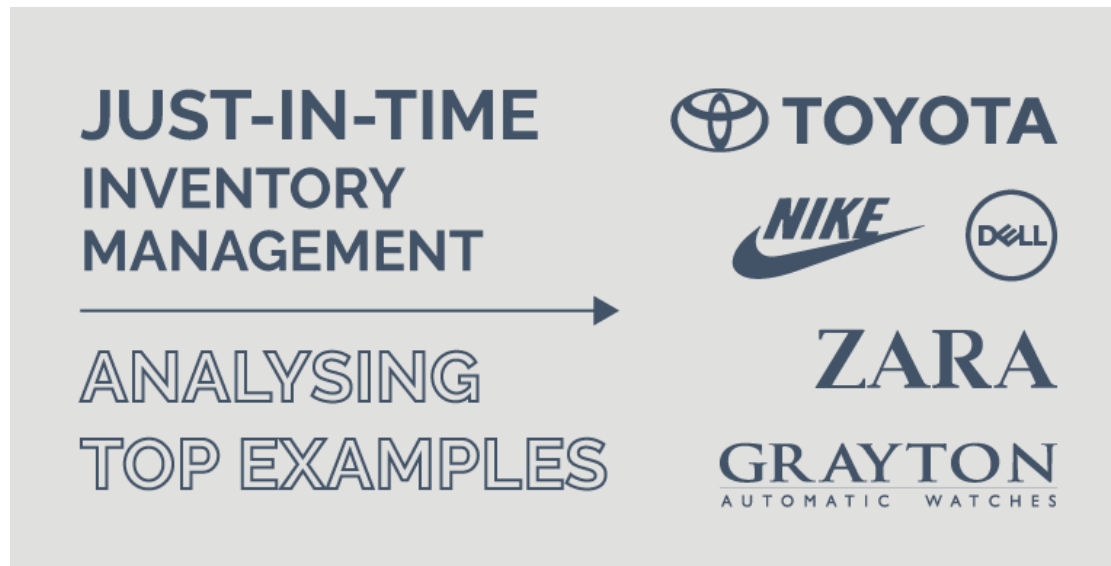 JUST-IN-TIME
INVENTORY
MANAGEMENT
ANALYSING
TOP EXAMPLES
TOYOTA
NIKE
DELL
ZARA
GRAYTON
AUTOMATIC WATCHES